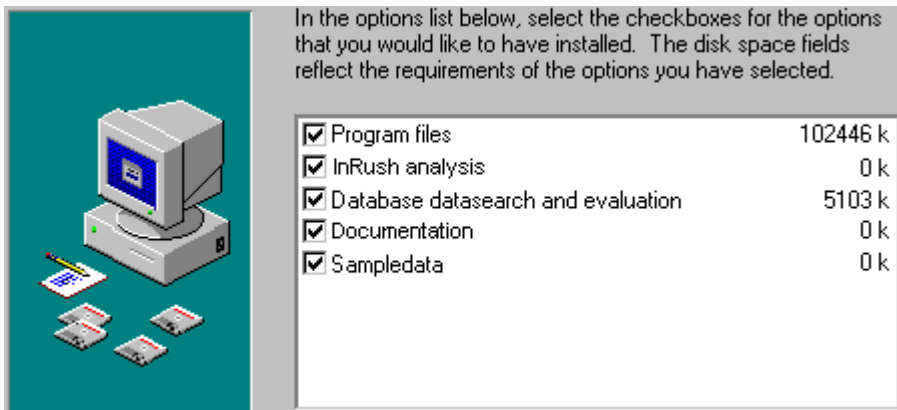 In the options list below, select the checkboxes for the options
that you would like to have installed.  The disk space fields
reflect the requirements of the options you have selected.
Program files 102446 k
InRush analysis 0 k
Database datasearch and evaluation 5103 k
Documentation 0 k
Sampledata 0 k